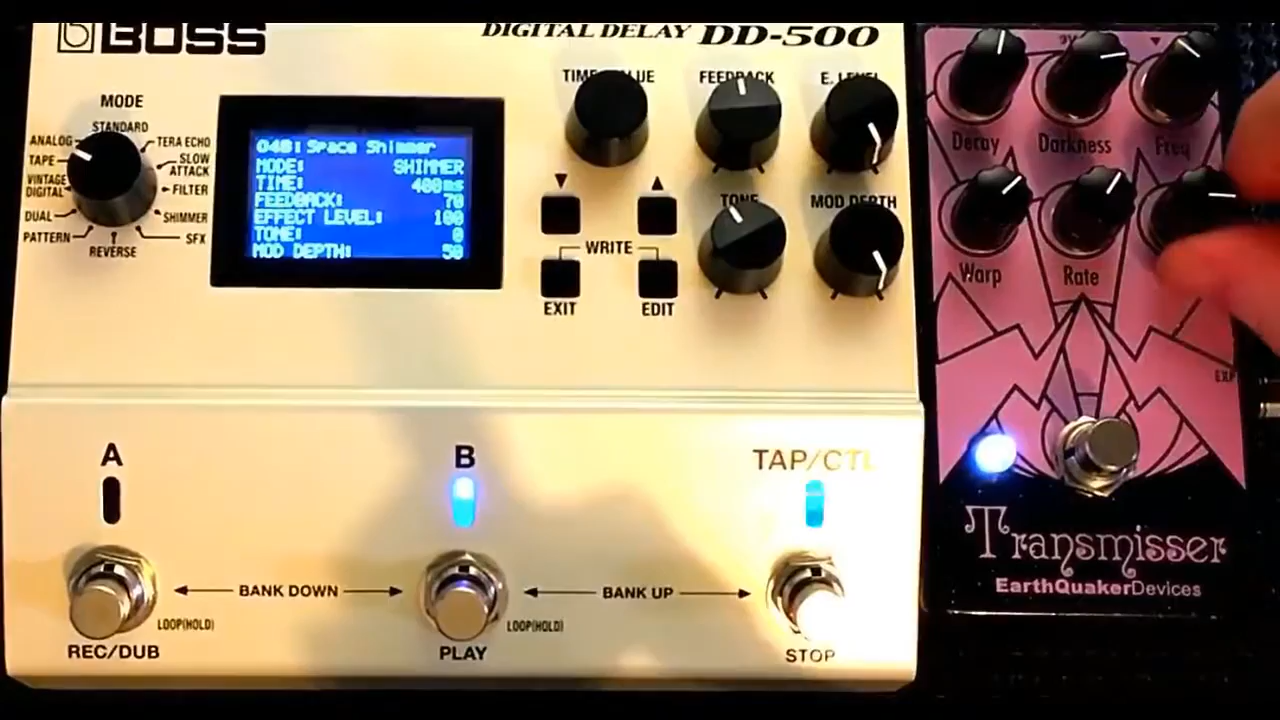 BOSS
DIGITAL DELAY DD-500
MODE
STANDARD
ANALOG
TAPE
VINTAGE
DIGITAL
DUAL
PATTERN
REVERSE
TERA ECHO
SLOW
ATTACK
FILTER
SHIMMER
SFX
04B: Space Shimmer
MODE: SHIMMER
TIME: 400ms
FEEDBACK: 70
EFFECT LEVEL: 100
TONE: 0
MOD DEPTH: 50
FEEDBACK
E. LEVEL
TONE
MOD DEPTH
WRITE
EXIT
EDIT
A
B
TAP/CTL
BANK DOWN
BANK UP
LOOP(HOLD)
LOOP(HOLD)
REC/DUB
PLAY
STOP
9V
Decay
Darkness
Freq
Warp
Rate
EXP
Transmisser
EarthQuakerDevices